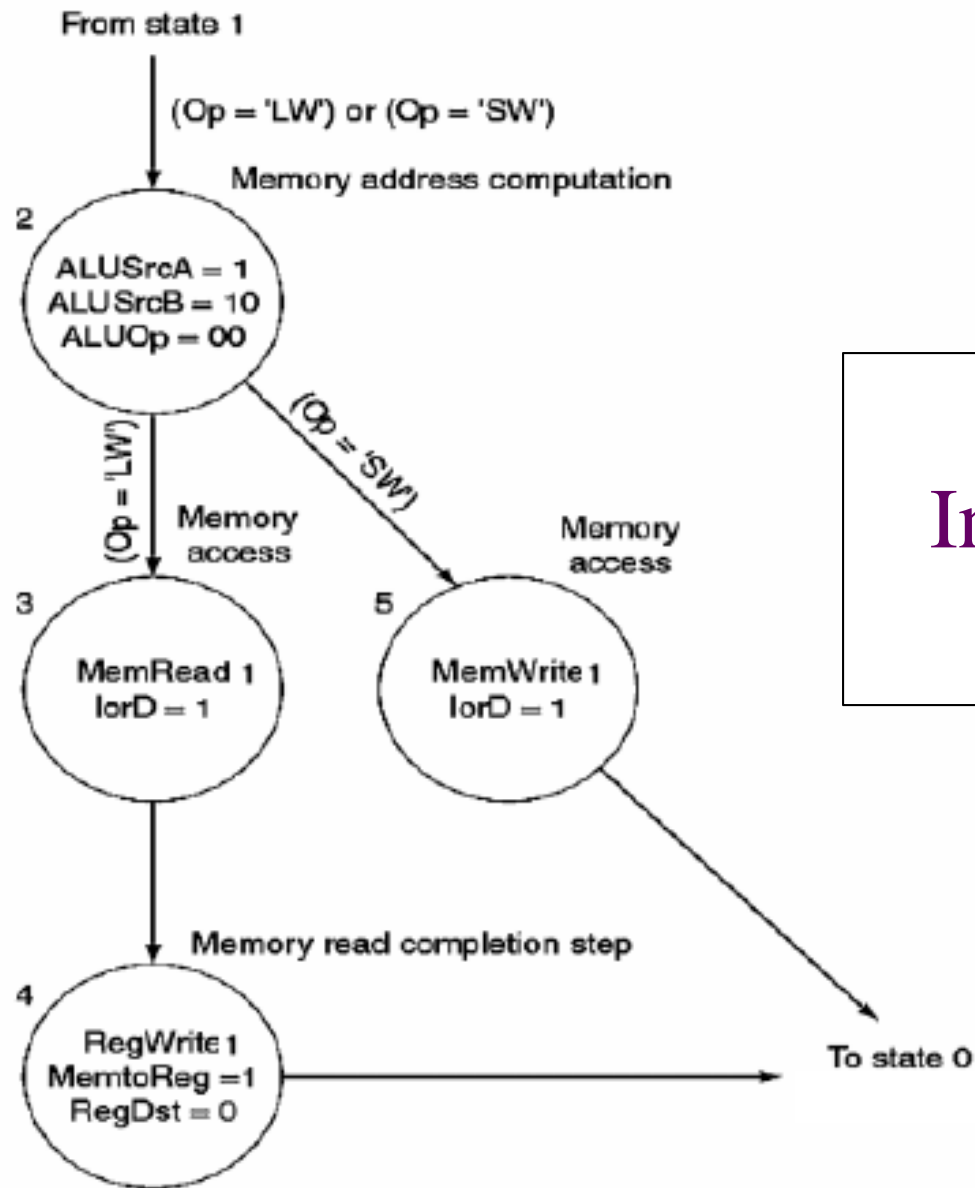 From state 1
(Op = 'LW') or (Op = 'SW')
Memory address computation
2
ALUSrcA = 1
ALUSrcB = 10
ALUOp = 00
(Op = 'LW')
(Op = 'SW')
Memory
access
Memory
access
3
MemRead 1
IorD = 1
5
MemWrite 1
IorD = 1
Memory read completion step
4
RegWrite 1
MemtoReg =1
RegDst = 0
To state 0